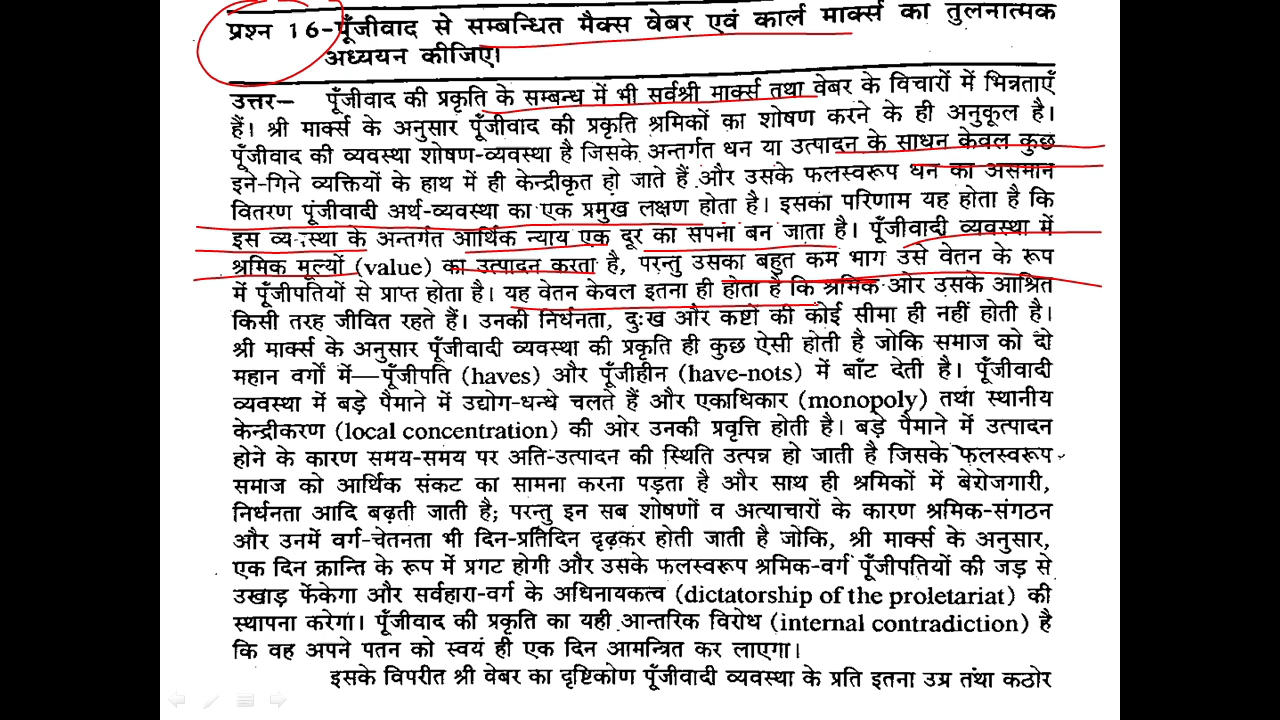 प्रश्न 16-पूँजीवाद से सम्बन्धित मैक्स वेबर एवं कार्ल मार्क्स का तुलनात्मक
अध्ययन कीजिए।
उत्तर– पूँजीवाद की प्रकृति के सम्बन्ध में भी सर्वश्री मार्क्स तथा वेबर के विचारों में भिन्नताएँ
हैं। श्री मार्क्स के अनुसार पूँजीवाद की प्रकृति श्रमिकों का शोषण करने के ही अनुकूल है।
पूँजीवाद की व्यवस्था शोषण-व्यवस्था है जिसके अन्तर्गत धन या उत्पादन के साधन केवल कुछ
इने-गिने व्यक्तियों के हाथ में ही केन्द्रीकृत हो जाते हैं और उसके फलस्वरूप धन का असमान
वितरण पूंजीवादी अर्थ-व्यवस्था का एक प्रमुख लक्षण होता है। इसका परिणाम यह होता है कि
इस व्यवस्था के अन्तर्गत आर्थिक न्याय एक दूर का सपना बन जाता है। पूँजीवादी व्यवस्था में
श्रमिक मूल्यों (value) का उत्पादन करता है, परन्तु उसका बहुत कम भाग उसे वेतन के रूप
में पूँजीपतियों से प्राप्त होता है। यह वेतन केवल इतना ही होता है कि श्रमिक और उसके आश्रित
किसी तरह जीवित रहते हैं। उनकी निर्धनता, दुःख और कष्टों की कोई सीमा ही नहीं होती है।
श्री मार्क्स के अनुसार पूँजीवादी व्यवस्था की प्रकृति ही कुछ ऐसी होती है जोकि समाज को दो
महान वर्गों में—पूँजीपति (haves) और पूँजीहीन (have-nots) में बाँट देती है। पूँजीवादी
व्यवस्था में बड़े पैमाने में उद्योग-धन्धे चलते हैं और एकाधिकार (monopoly) तथा स्थानीय
केन्द्रीकरण (local concentration) की ओर उनकी प्रवृत्ति होती है। बड़े पैमाने में उत्पादन
होने के कारण समय-समय पर अति-उत्पादन की स्थिति उत्पन्न हो जाती है जिसके फलस्वरूप
समाज को आर्थिक संकट का सामना करना पड़ता है और साथ ही श्रमिकों में बेरोजगारी,
निर्धनता आदि बढ़ती जाती है; परन्तु इन सब शोषणों व अत्याचारों के कारण श्रमिक-संगठन
और उनमें वर्ग-चेतनता भी दिन-प्रतिदिन दृढ़कर होती जाती है जोकि, श्री मार्क्स के अनुसार,
एक दिन क्रान्ति के रूप में प्रगट होगी और उसके फलस्वरूप श्रमिक-वर्ग पूँजीपतियों की जड़ से
उखाड़ फेंकेगा और सर्वहारा-वर्ग के अधिनायकत्व (dictatorship of the proletariat) की
स्थापना करेगा। पूँजीवाद की प्रकृति का यही आन्तरिक विरोध (internal contradiction) है
कि वह अपने पतन को स्वयं ही एक दिन आमन्त्रित कर लाएगा।
इसके विपरीत श्री वेबर का दृष्टिकोण पूँजीवादी व्यवस्था के प्रति इतना उग्र तथा कठोर